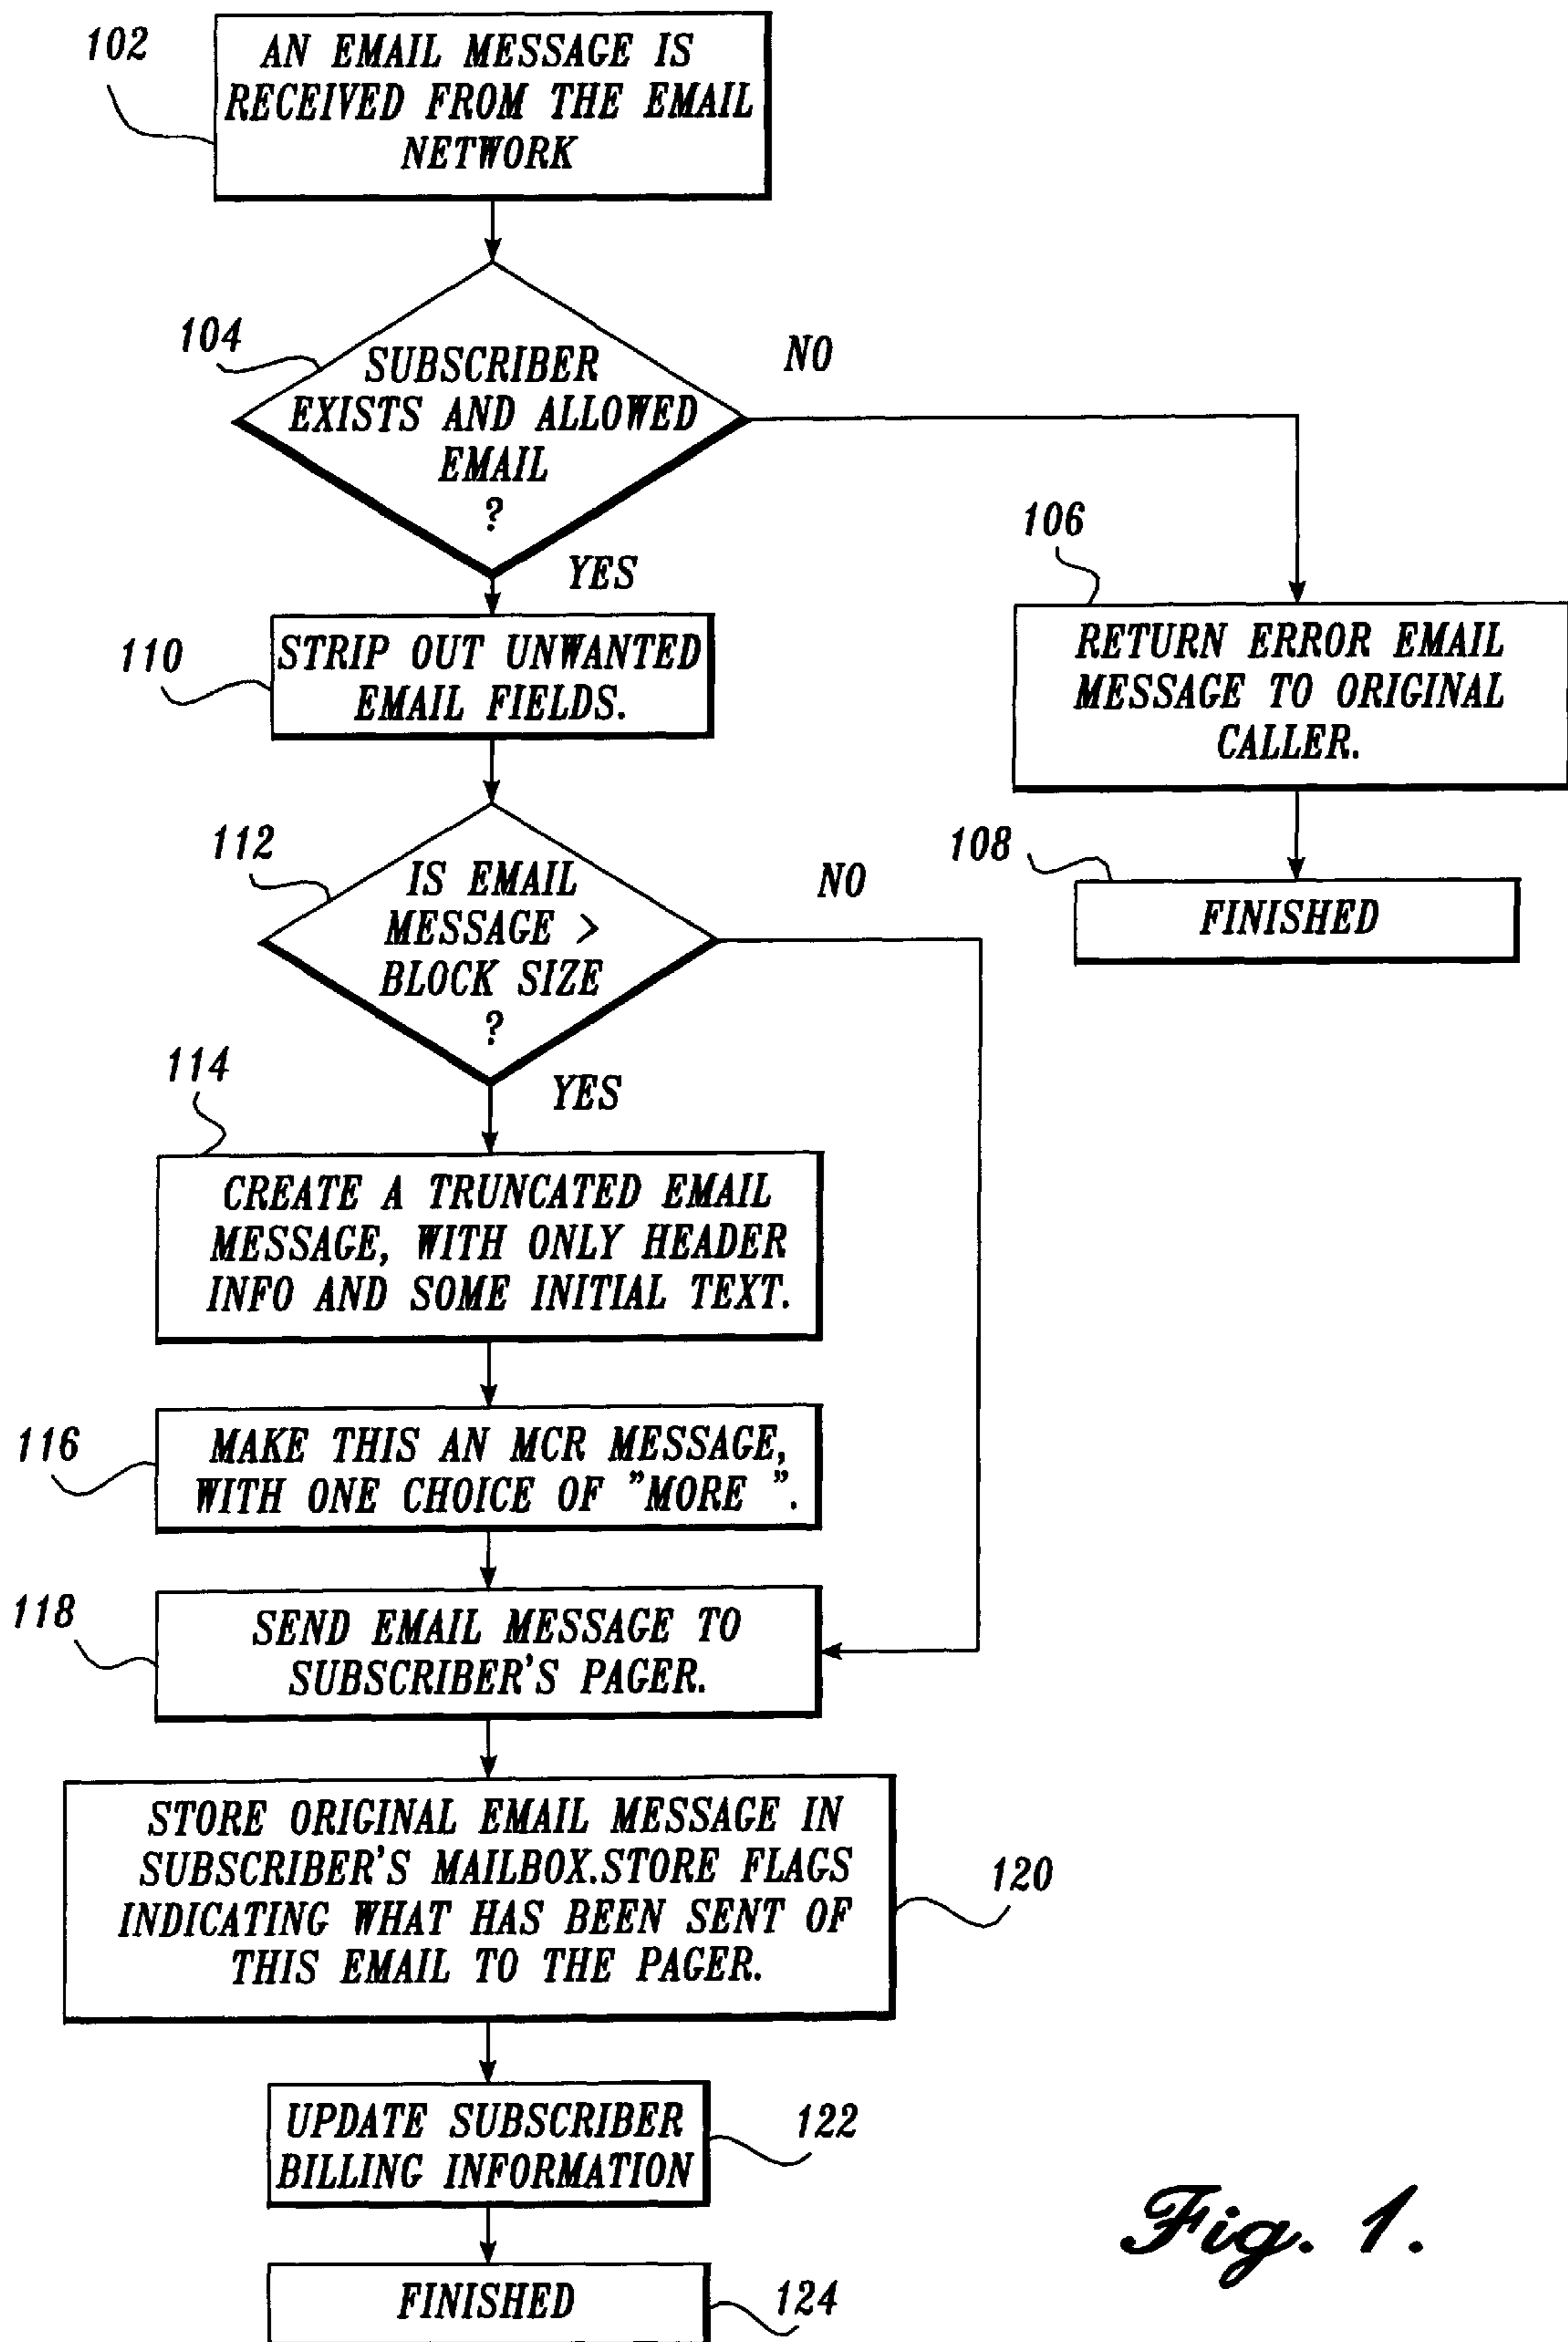 102
AN EMAIL MESSAGE IS
RECEIVED FROM THE EMAIL
NETWORK
104
SUBSCRIBER
EXISTS AND ALLOWED
EMAIL
?
NO
YES
106
RETURN ERROR EMAIL
MESSAGE TO ORIGINAL
CALLER.
108
FINISHED
110
STRIP OUT UNWANTED
EMAIL FIELDS.
112
IS EMAIL
MESSAGE >
BLOCK SIZE
?
NO
YES
114
CREATE A TRUNCATED EMAIL
MESSAGE, WITH ONLY HEADER
INFO AND SOME INITIAL TEXT.
116
MAKE THIS AN MCR MESSAGE,
WITH ONE CHOICE OF ”MORE ”.
118
SEND EMAIL MESSAGE TO
SUBSCRIBER'S PAGER.
STORE ORIGINAL EMAIL MESSAGE IN
SUBSCRIBER'S MAILBOX.STORE FLAGS
INDICATING WHAT HAS BEEN SENT OF
THIS EMAIL TO THE PAGER.
120
UPDATE SUBSCRIBER
BILLING INFORMATION
122
FINISHED
124
Fig. 1.